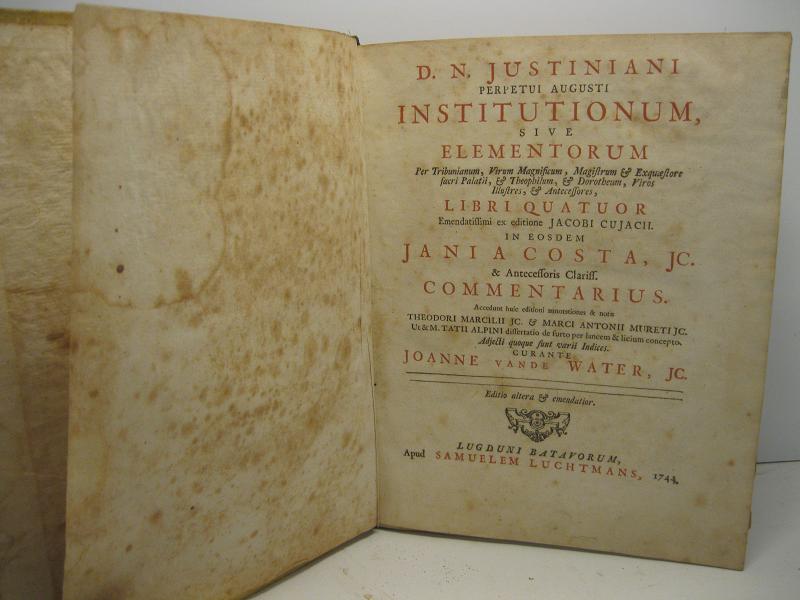 D. N. JUSTINIANI
PERPETUI AUGUSTI
INSTITUTIONUM,
SIVE
ELEMENTORUM
Per Tribunianum, Virum Magnificum, Magiſtrum & Exquæſtore
ſacri Palatii, & Theophilum, & Dorotheum, Viros
Illuſtres, & Anteceſſores,
LIBRI QUATUOR
Emendatiſſimi ex editione JACOBI CUJACII.
IN EOSDEM
JANI A COSTA, JC.
& Anteceſſoris Clariſſ.
COMMENTARIUS.
Accedunt huic editioni annotationes & notæ
THEODORI MARCILII JC. & MARCI ANTONII MURETI JC.
Ut & M. TATII ALPINI diſſertatio de furto per lancem & licium concepto.
Adjecti quoque ſunt varii Indices.
CURANTE
JOANNE VANDE WATER, JC.
Editio altera & emendatior.
LUGDUNI BATAVORUM,
Apud SAMUELEM LUCHTMANS, 1744.